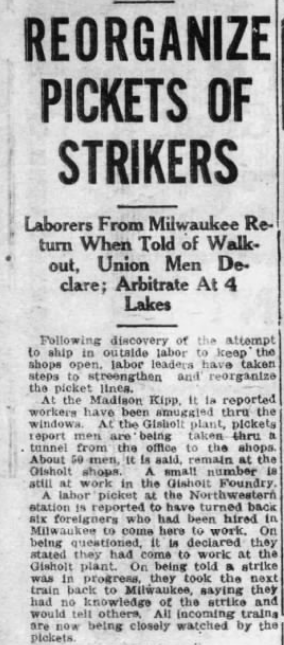 REORGANIZE
PICKETS OF
STRIKERS
Laborers From Milwaukee Re-
turn When Told of Walk-
out, Union Men De-
clare; Arbitrate At 4
Lakes
Following discovery of the attempt
to ship in outside labor to keep the
shops open, labor leaders have taken
steps to streengthen and reorganize
the picket lines.
At the Madison Kipp, it is reported
workers have been smuggled thru the
windows. At the Gisholt plant, pickets
report men are being taken thru a
tunnel from the office to the shops.
About 50 men, it is said, remain at the
Gisholt shops. A small number is
still at work in the Gisholt Foundry.
A labor picket at the Northwestern
station is reported to have turned back
six foreigners who had been hired in
Milwaukee to come here to work. On
being questioned, it is declared they
stated they had come to work at the
Gisholt plant. On being told a strike
was in progress, they took the next
train back to Milwaukee, saying they
had no knowledge of the strike and
would tell others. All incoming trains
are now being closely watched by the
pickets.